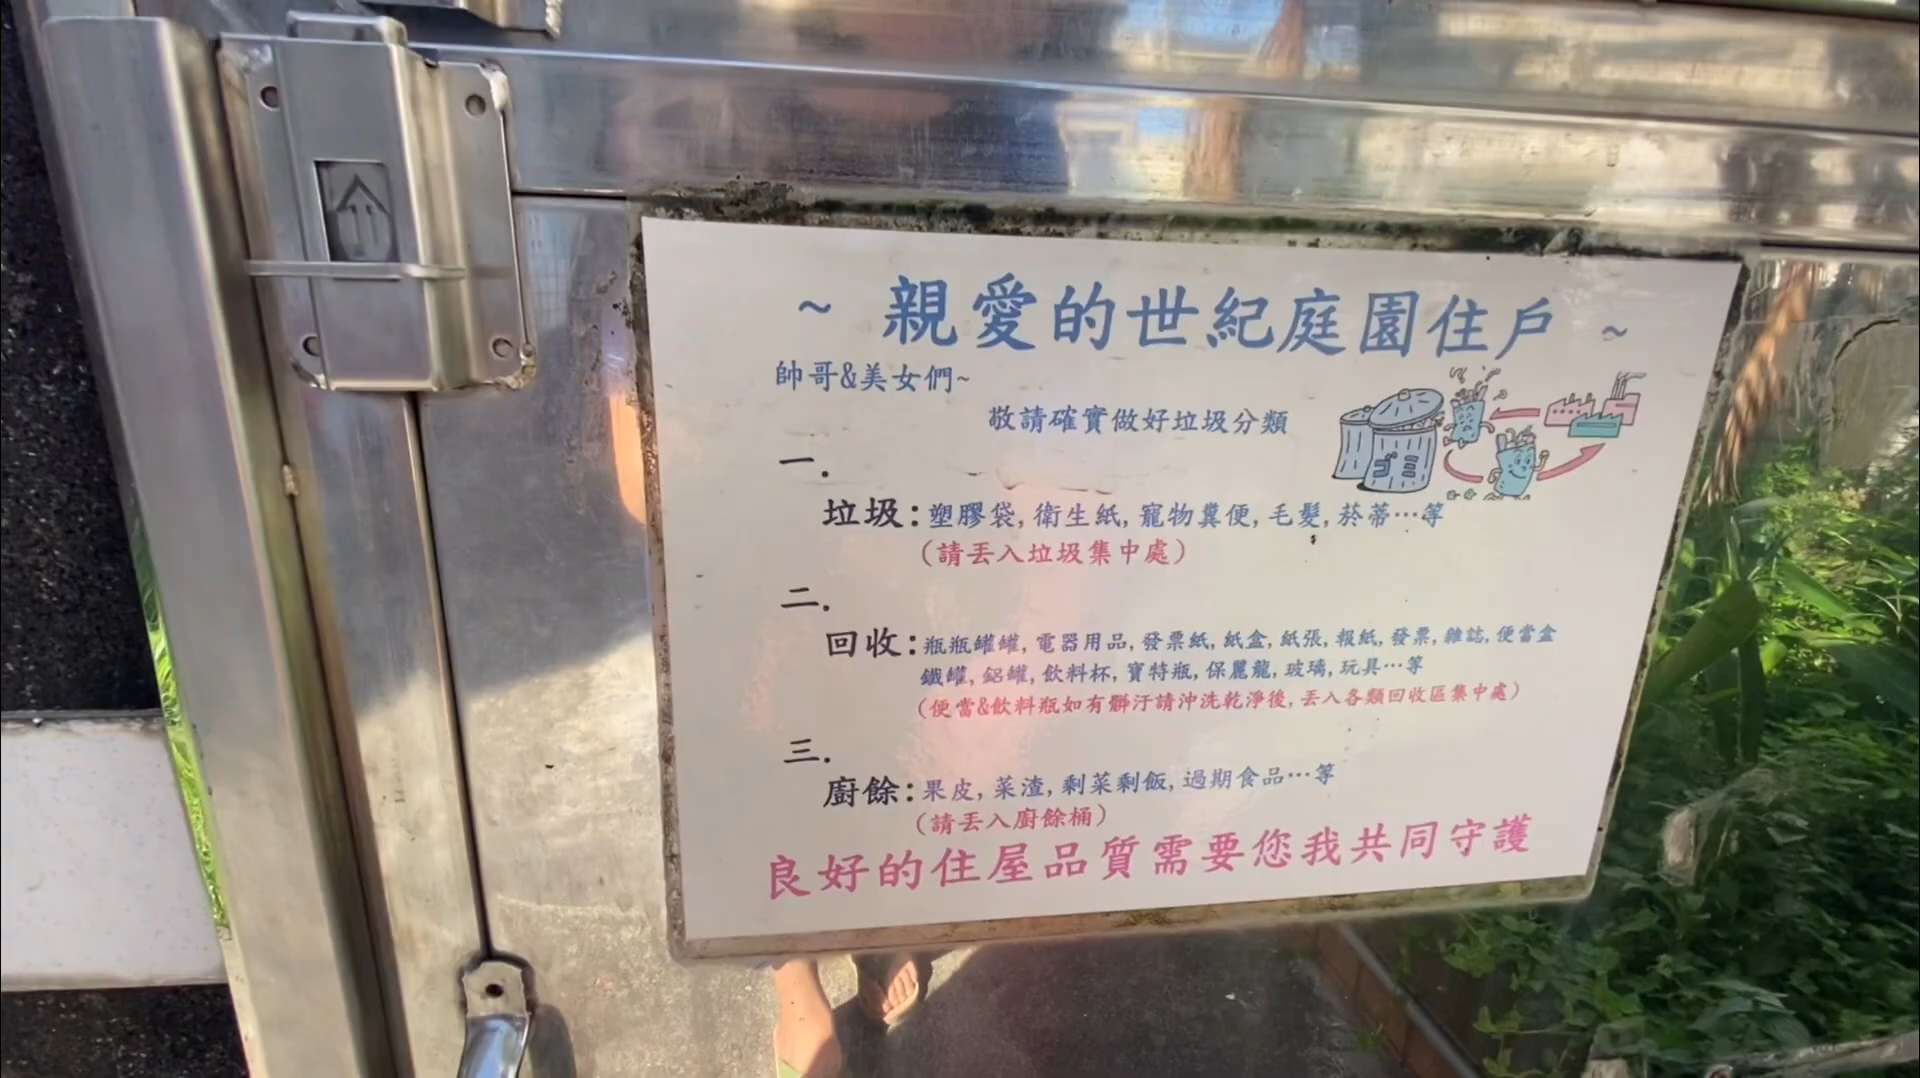 ~ 親愛的世紀庭園住戶 ~
帥哥&美女們~
敬請確實做好垃圾分類
ゴミ
一.
垃圾:塑膠袋,衛生紙,寵物糞便,毛髮,菸蒂…等
(請丟入垃圾集中處)
二.
回收:瓶瓶罐罐,電器用品,發票紙,紙盒,紙張,報紙,發票,雜誌,便當盒
鐵罐,鋁罐,飲料杯,寶特瓶,保麗龍,玻璃,玩具…等
(便當&飲料瓶如有髒汙請沖洗乾淨後,丟入各類回收區集中處)
三.
廚餘:果皮,菜渣,剩菜剩飯,過期食品…等
(請丟入廚餘桶)
良好的住屋品質需要您我共同守護